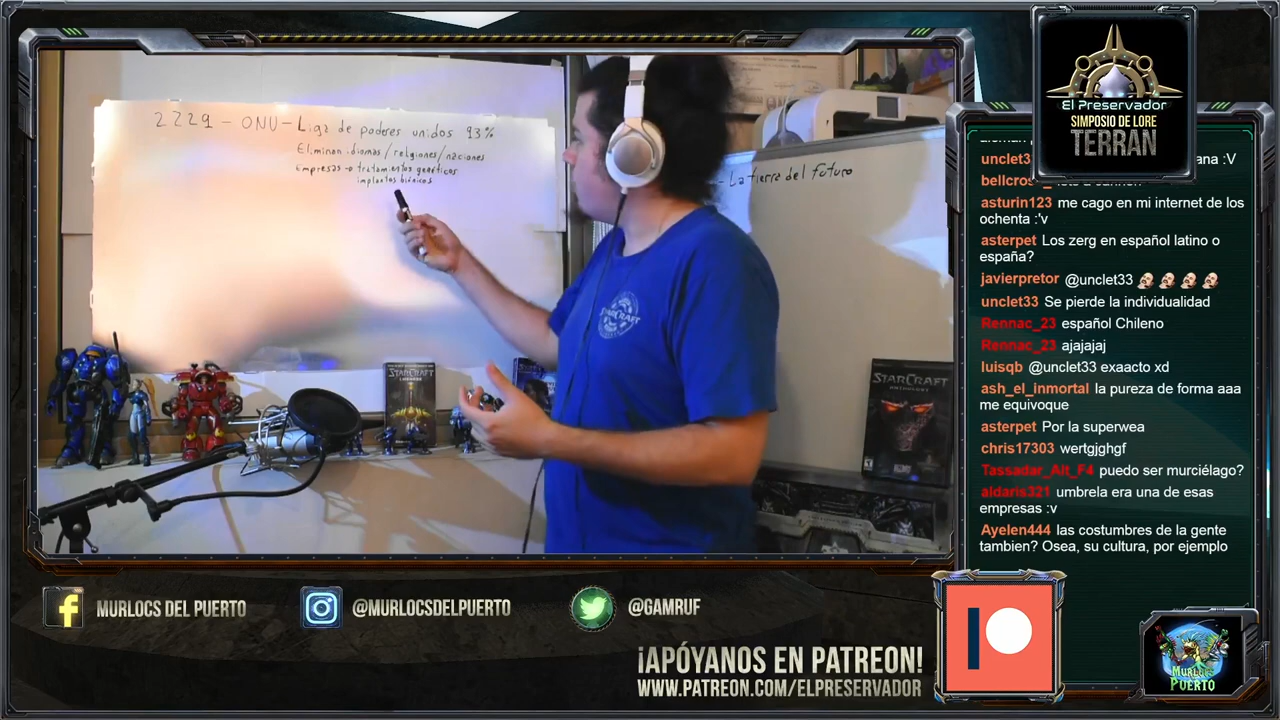 2229 - ONU - Liga de poderes unidos 93%
Eliminan idiomas/religiones/naciones
Empresas -> tratamientos genéticos
implantes biónicos
- La tierra del futuro
STARCRAFT
STARCRAFT
STARCRAFT
El Preservador
SIMPOSIO DE LORE
TERRAN
unclet3
ana :V
bellcros
asturin123 me cago en mi internet de los
ochenta :'v
asterpet Los zerg en español latino o
españa?
javierpretor @unclet33
unclet33 Se pierde la individualidad
Rennac_23 español Chileno
Rennac_23 ajajajaj
luisqb @unclet33 exaacto xd
ash_el_inmortal la pureza de forma aaa
me equivoque
asterpet Por la superwea
chris17303 wertgjghgf
Tassadar_Alt_F4 puedo ser murciélago?
aldaris321 umbrela era una de esas
empresas :v
Ayelen444 las costumbres de la gente
tambien? Osea, su cultura, por ejemplo
MURLOCS DEL PUERTO
@MURLOCSDELPUERTO
@GAMRUF
¡APÓYANOS EN PATREON!
WWW.PATREON.COM/ELPRESERVADOR
MURLOCS
PUERTO